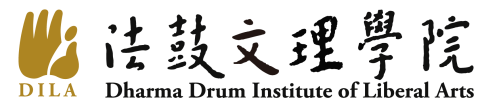 法鼓文理學院
DILA
Dharma Drum Institute of Liberal Arts